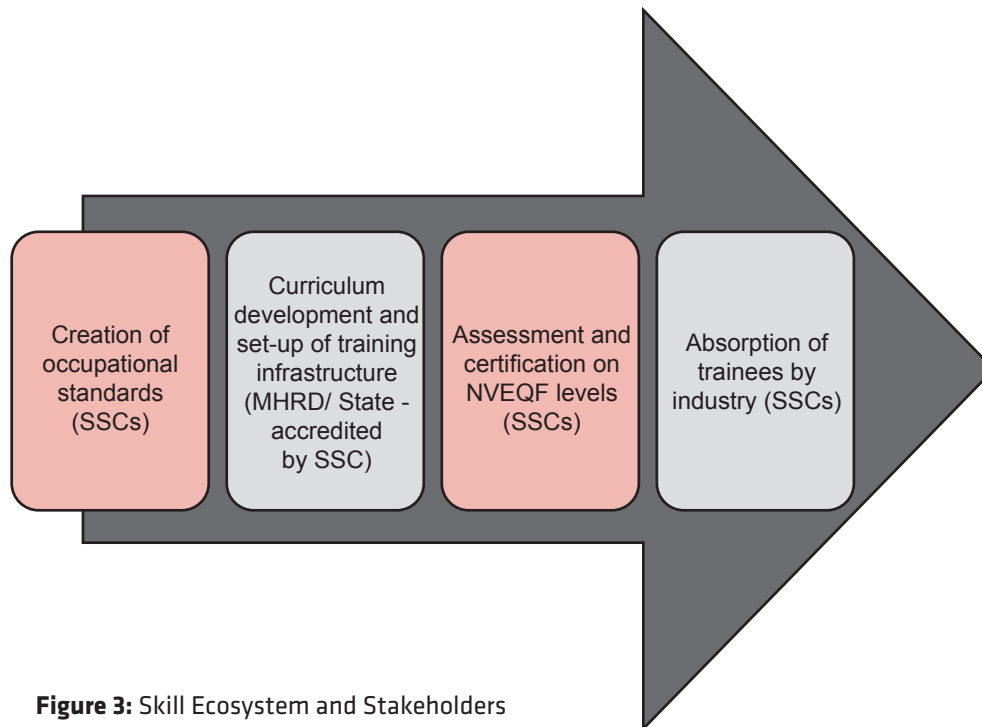 Creation of
occupational
standards
(SSCs)
Curriculum
development and
set-up of training
infrastructure
(MHRD/ State -
accredited
by SSC)
Assessment and
certification on
NVEQF levels
(SSCs)
Absorption of
trainees by
industry (SSCs)
Figure 3: Skill Ecosystem and Stakeholders